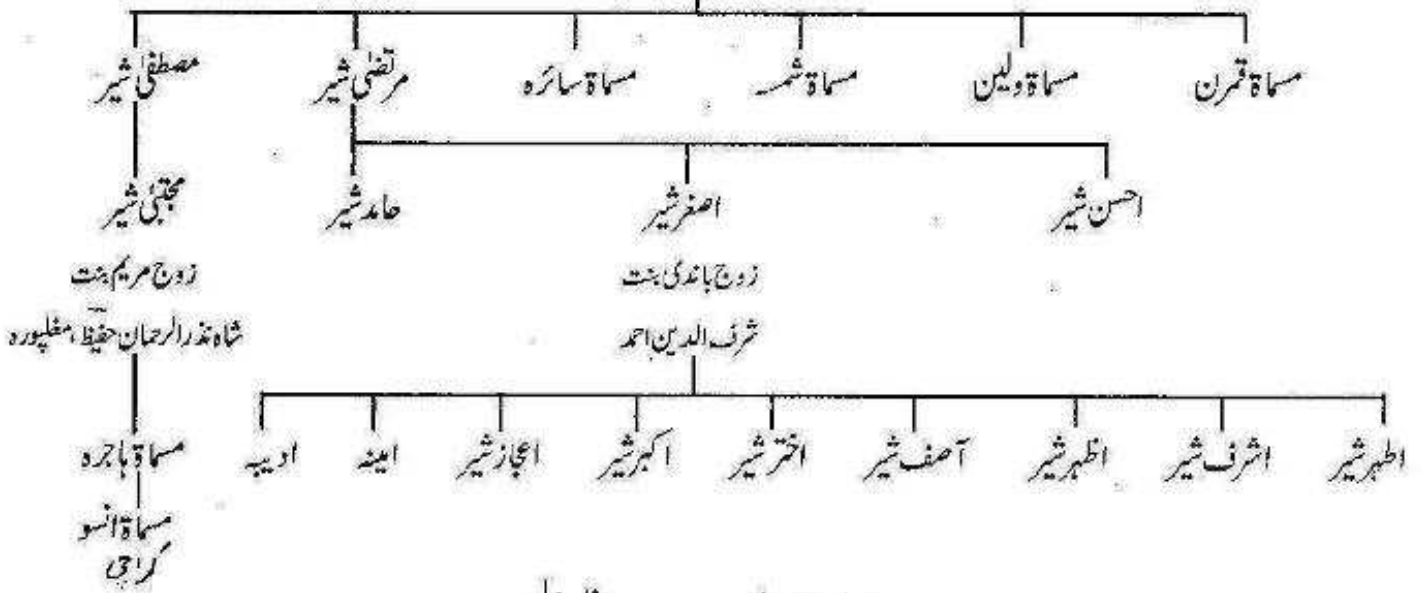 مسماۃ قمرن مسماۃ ولین مسماۃ شمسہ مسماۃ سائرہ مرتضیٰ شیر مصطفیٰ شیر
احسن شیر اصغر شیر حامد شیر مجتبیٰ شیر
زوج باندی بنت زوج مریم بنت
شرف الدین احمد شاہ نذر الرحمان حفیظ، مغلپورہ
اطہر شیر اشرف شیر اظہر شیر آصف شیر اختر شیر اکبر شیر اعجاز شیر امینہ ادیبہ مسماۃ ہاجرہ
مسماۃ انسو
کراچی